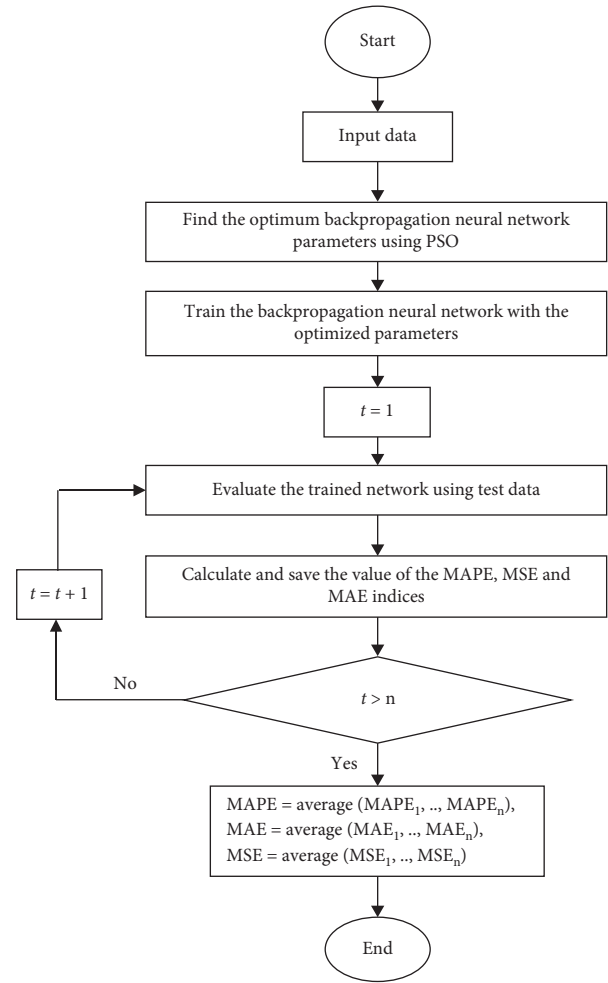 Start
Input data
Find the optimum backpropagation neural network
parameters using PSO
Train the backpropagation neural network with the
optimized parameters
t = 1
Evaluate the trained network using test data
Calculate and save the value of the MAPE, MSE and
MAE indices
t = t + 1
t > n
No
Yes
MAPE = average (MAPE₁, .., MAPEₙ),
MAE = average (MAE₁, .., MAEₙ),
MSE = average (MSE₁, .., MSEₙ)
End